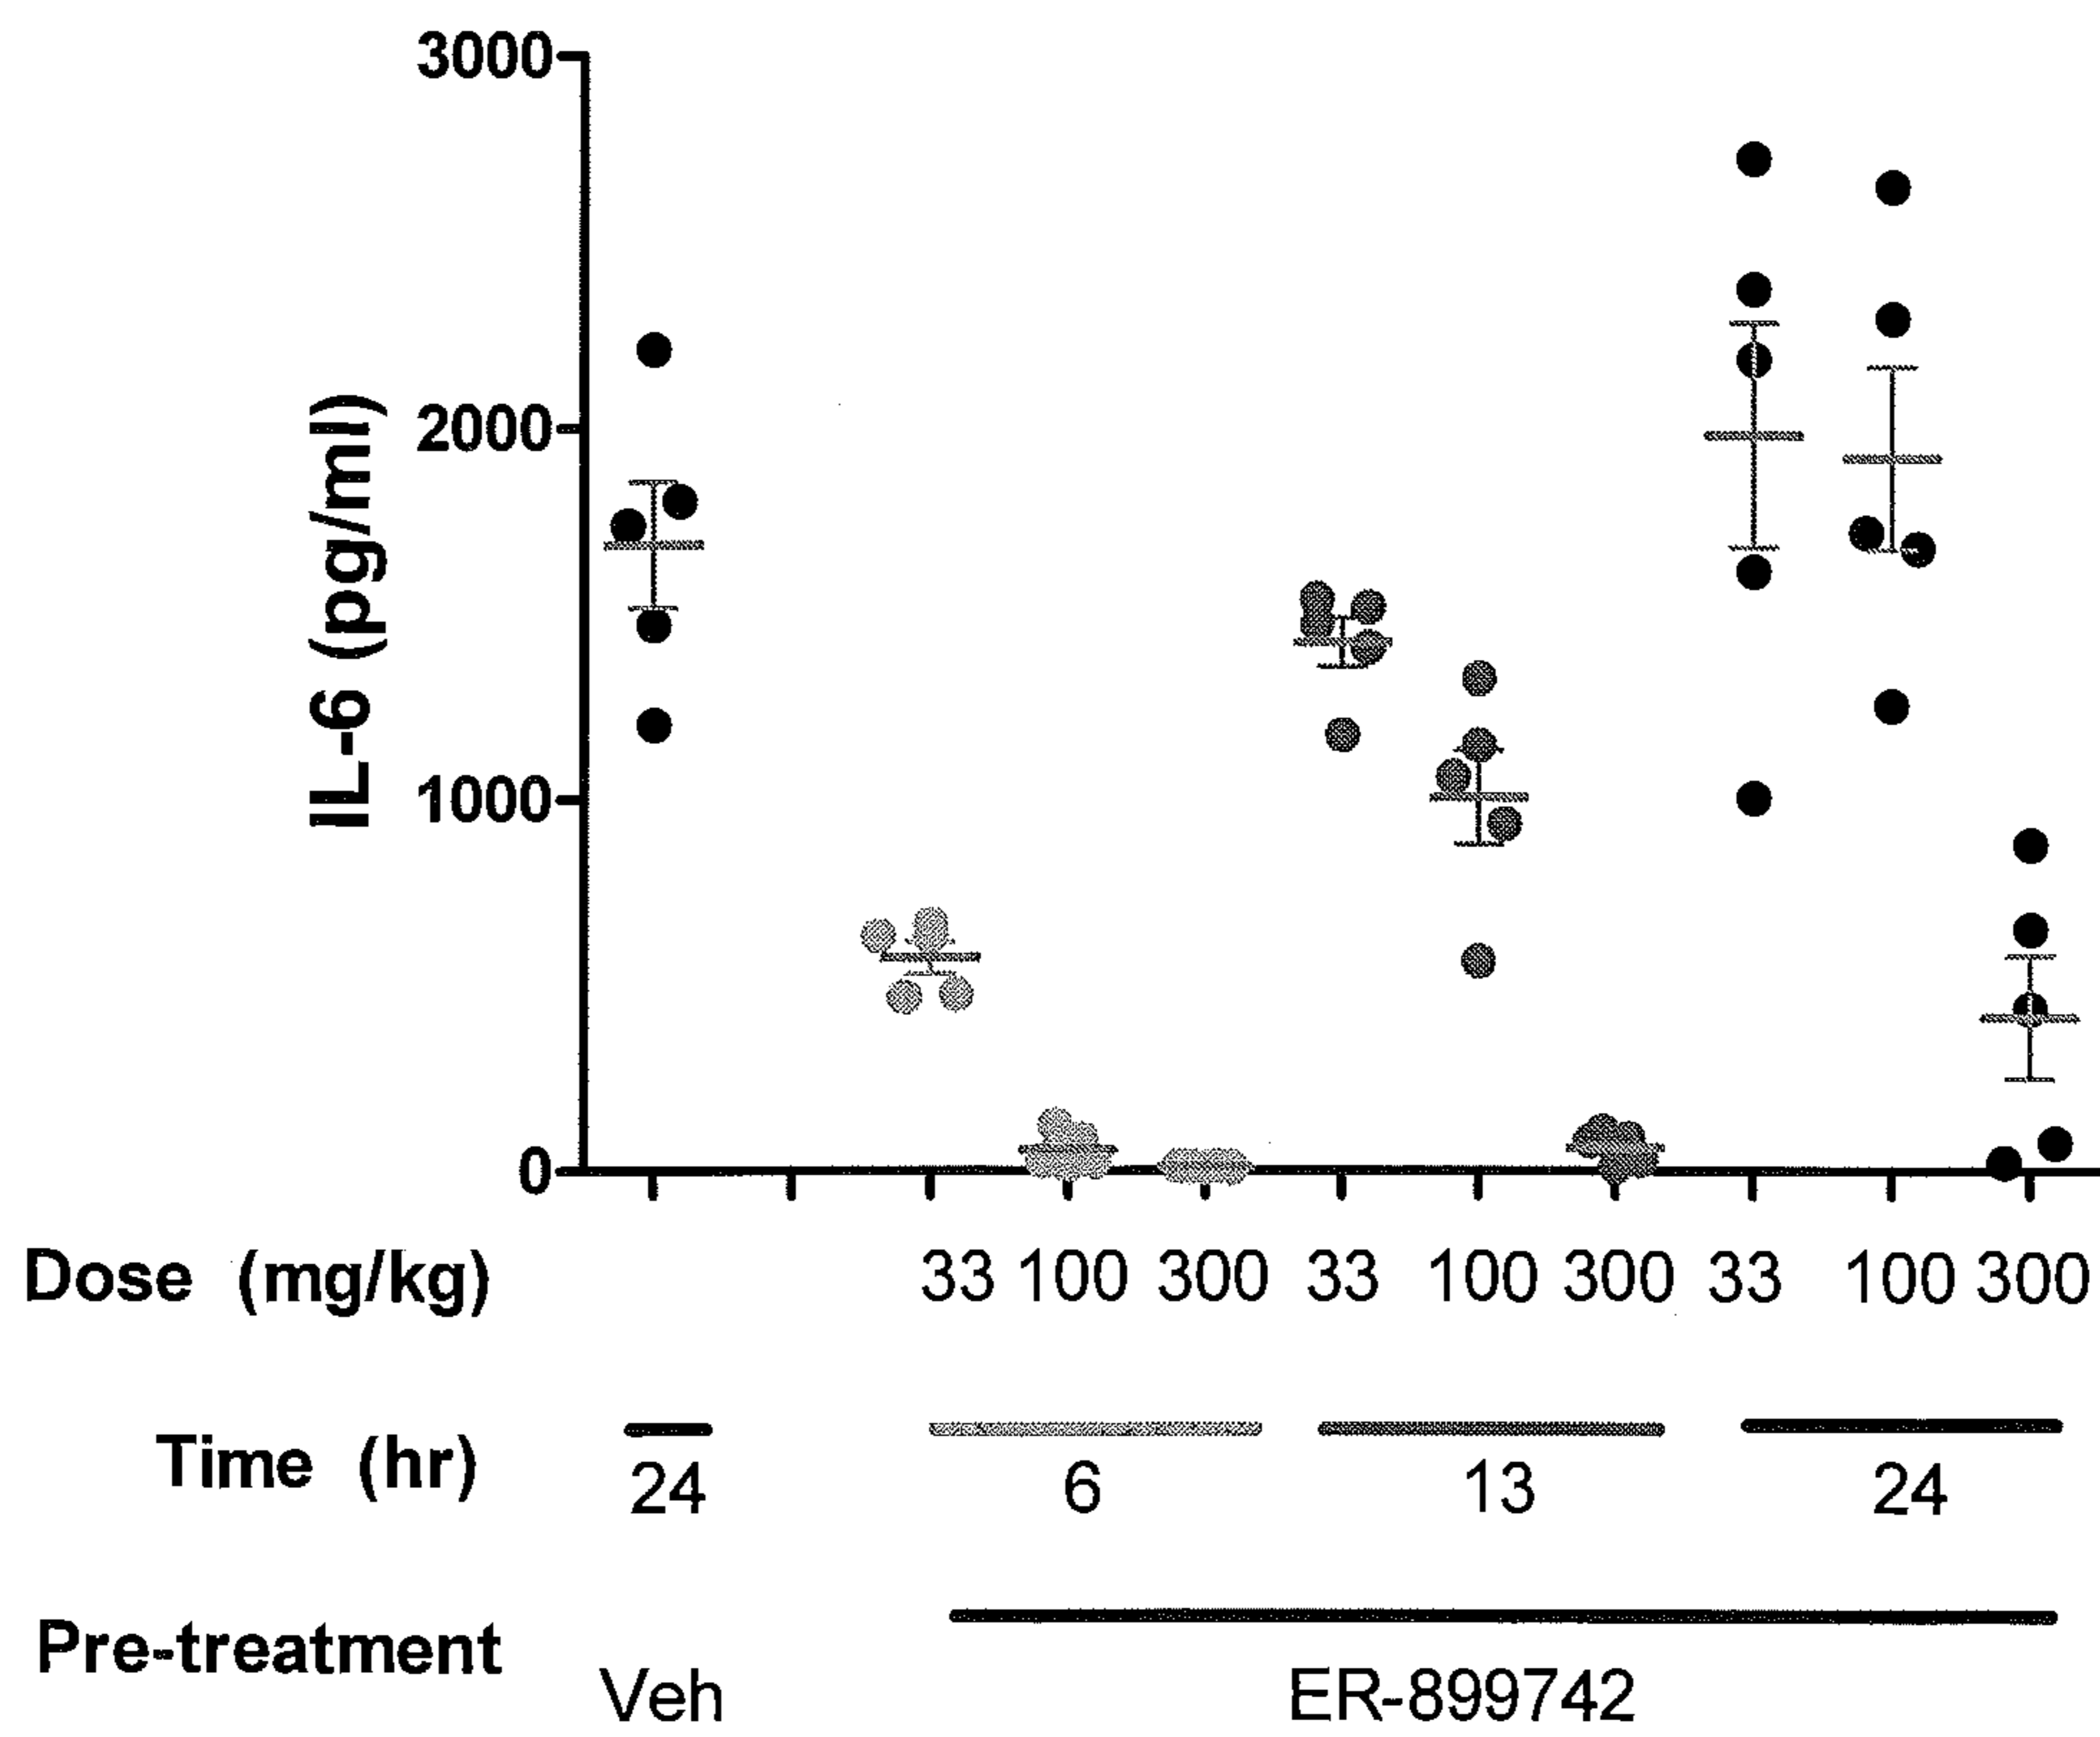 3000
2000
1000
0
IL-6 (pg/ml)
Dose (mg/kg) 33 100 300 33 100 300 33 100 300
Time (hr) 24 6 13 24
Pre-treatment Veh ER-899742